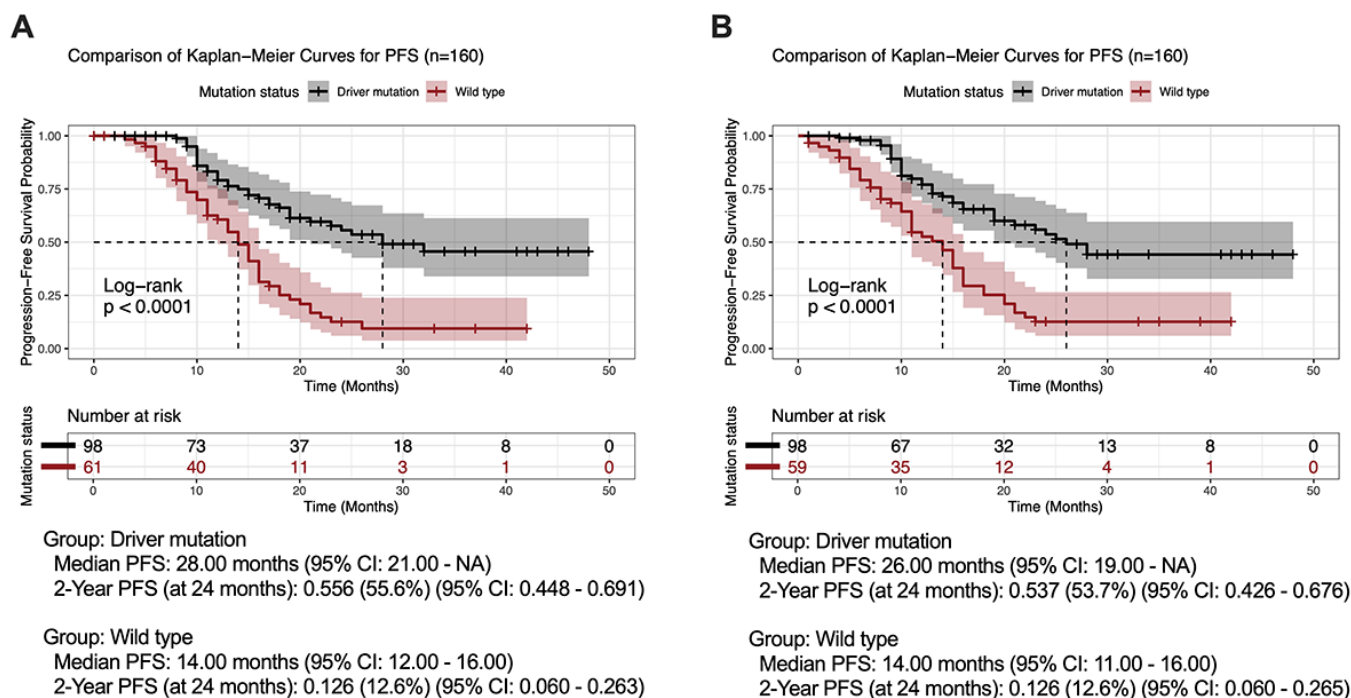 A
Comparison of Kaplan−Meier Curves for PFS (n=160)
Mutation status Driver mutation Wild type
Progression−Free Survival Probability
1.00
0.75
0.50
0.25
0.00
Log−rank
p < 0.0001
0 10 20 30 40 50
Time (Months)
Number at risk
Mutation status
98 73 37 18 8 0
61 40 11 3 1 0
0 10 20 30 40 50
Time (Months)
Group: Driver mutation
Median PFS: 28.00 months (95% CI: 21.00 - NA)
2-Year PFS (at 24 months): 0.556 (55.6%) (95% CI: 0.448 - 0.691)
Group: Wild type
Median PFS: 14.00 months (95% CI: 12.00 - 16.00)
2-Year PFS (at 24 months): 0.126 (12.6%) (95% CI: 0.060 - 0.263)
B
Comparison of Kaplan−Meier Curves for PFS (n=160)
Mutation status Driver mutation Wild type
Progression−Free Survival Probability
1.00
0.75
0.50
0.25
0.00
Log−rank
p < 0.0001
0 10 20 30 40 50
Time (Months)
Number at risk
Mutation status
98 67 32 13 8 0
59 35 12 4 1 0
0 10 20 30 40 50
Time (Months)
Group: Driver mutation
Median PFS: 26.00 months (95% CI: 19.00 - NA)
2-Year PFS (at 24 months): 0.537 (53.7%) (95% CI: 0.426 - 0.676)
Group: Wild type
Median PFS: 14.00 months (95% CI: 11.00 - 16.00)
2-Year PFS (at 24 months): 0.126 (12.6%) (95% CI: 0.060 - 0.265)